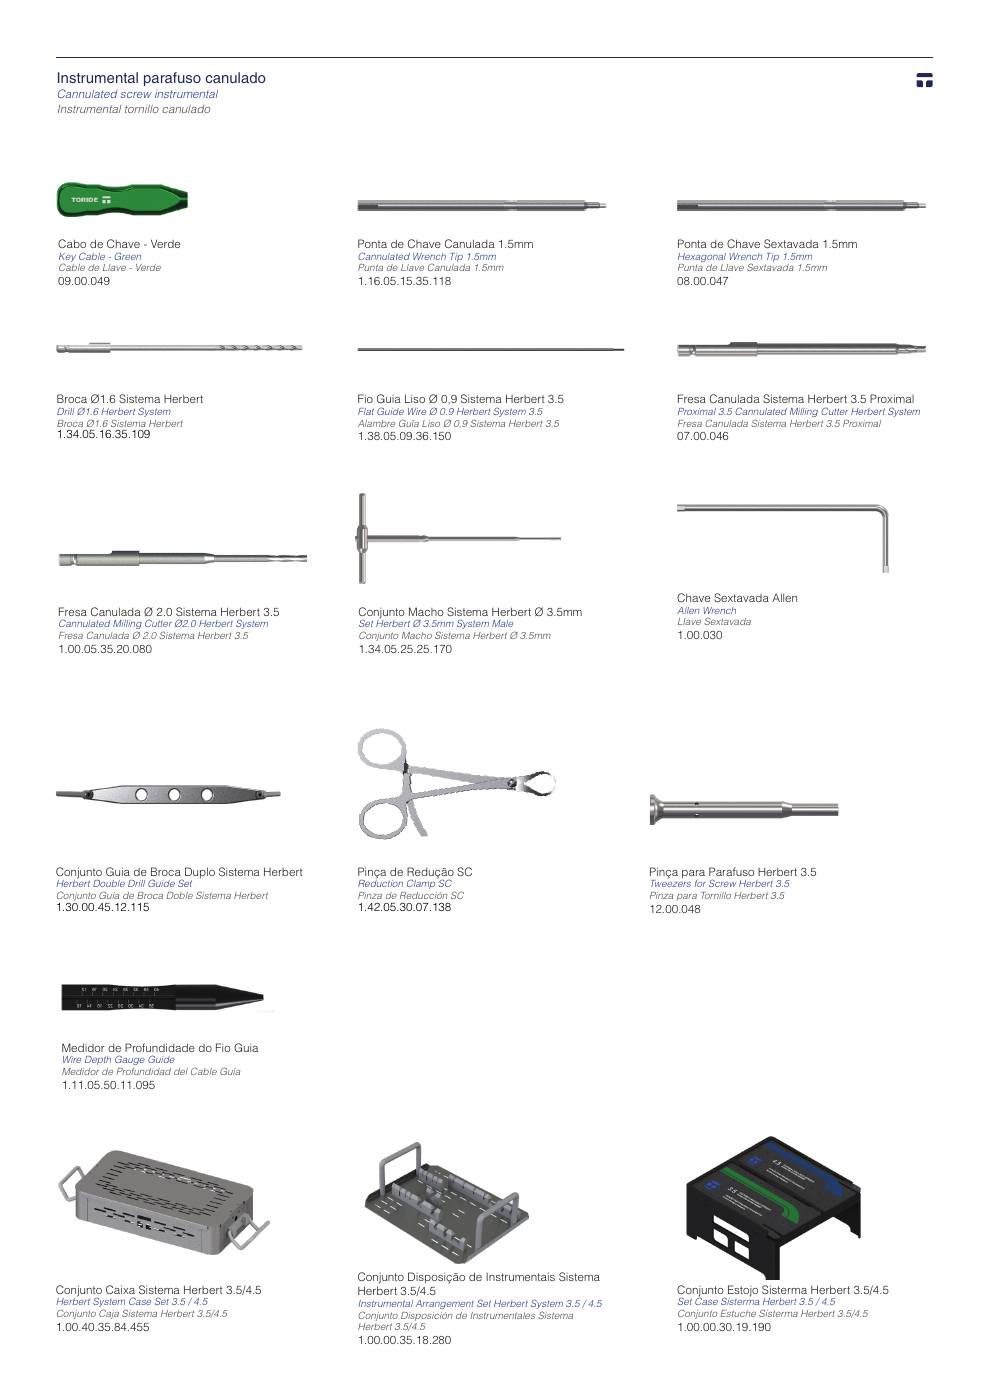 Instrumental parafuso canulado
Cannulated screw instrumental
Instrumental tornillo canulado
TORIDE
Cabo de Chave - Verde
Key Cable - Green
Cable de Llave - Verde
09.00.049
Ponta de Chave Canulada 1.5mm
Cannulated Wrench Tip 1.5mm
Punta de Llave Canulada 1.5mm
1.16.05.15.35.118
Ponta de Chave Sextavada 1.5mm
Hexagonal Wrench Tip 1.5mm
Punta de Llave Sextavada 1.5mm
08.00.047
Broca Ø1.6 Sistema Herbert
Drill Ø1.6 Herbert System
Broca Ø1.6 Sistema Herbert
1.34.05.16.35.109
Fio Guia Liso Ø 0,9 Sistema Herbert 3.5
Flat Guide Wire Ø 0.9 Herbert System 3.5
Alambre Guía Liso Ø 0,9 Sistema Herbert 3.5
1.38.05.09.36.150
Fresa Canulada Sistema Herbert 3.5 Proximal
Proximal 3.5 Cannulated Milling Cutter Herbert System
Fresa Canulada Sistema Herbert 3.5 Proximal
07.00.046
Fresa Canulada Ø 2.0 Sistema Herbert 3.5
Cannulated Milling Cutter Ø2.0 Herbert System
Fresa Canulada Ø 2.0 Sistema Herbert 3.5
1.00.05.35.20.080
Conjunto Macho Sistema Herbert Ø 3.5mm
Set Herbert Ø 3.5mm System Male
Conjunto Macho Sistema Herbert Ø 3.5mm
1.34.05.25.25.170
Chave Sextavada Allen
Allen Wrench
Llave Sextavada
1.00.030
Conjunto Guia de Broca Duplo Sistema Herbert
Herbert Double Drill Guide Set
Conjunto Guia de Broca Doble Sistema Herbert
1.30.00.45.12.115
Pinça de Redução SC
Reduction Clamp SC
Pinza de Reducción SC
1.42.05.30.07.138
Pinça para Parafuso Herbert 3.5
Tweezers for Screw Herbert 3.5
Pinza para Tornillo Herbert 3.5
12.00.048
Medidor de Profundidade do Fio Guia
Wire Depth Gauge Guide
Medidor de Profundidad del Cable Guía
1.11.05.50.11.095
4.5
3.5
Conjunto Caixa Sistema Herbert 3.5/4.5
Herbert System Case Set 3.5 / 4.5
Conjunto Caja Sistema Herbert 3.5/4.5
1.00.40.35.84.455
Conjunto Disposição de Instrumentais Sistema
Herbert 3.5/4.5
Instrumental Arrangement Set Herbert System 3.5 / 4.5
Conjunto Disposición de Instrumentales Sistema
Herbert 3.5/4.5
1.00.00.35.18.280
Conjunto Estojo Sisterma Herbert 3.5/4.5
Set Case Sisterma Herbert 3.5 / 4.5
Conjunto Estuche Sisterma Herbert 3.5/4.5
1.00.00.30.19.190